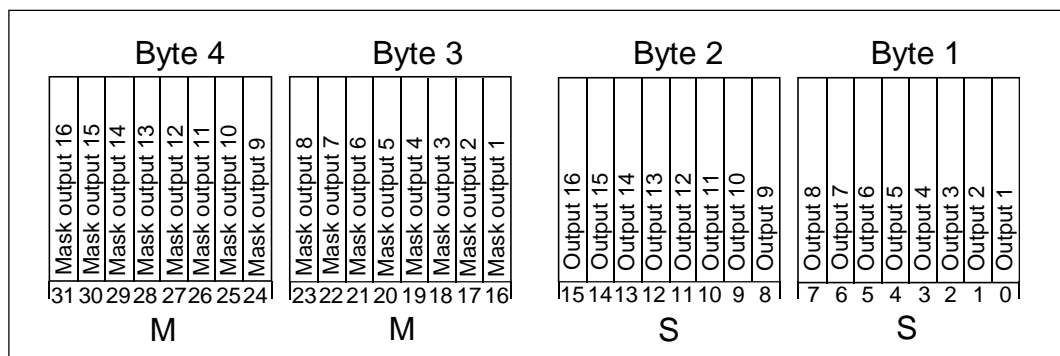 Byte 4 Byte 3 Byte 2 Byte 1
Mask output 16
Mask output 15
Mask output 14
Mask output 13
Mask output 12
Mask output 11
Mask output 10
Mask output 9
Mask output 8
Mask output 7
Mask output 6
Mask output 5
Mask output 4
Mask output 3
Mask output 2
Mask output 1
Output 16
Output 15
Output 14
Output 13
Output 12
Output 11
Output 10
Output 9
Output 8
Output 7
Output 6
Output 5
Output 4
Output 3
Output 2
Output 1
31 30 29 28 27 26 25 24 23 22 21 20 19 18 17 16 15 14 13 12 11 10 9 8 7 6 5 4 3 2 1 0
M M S S